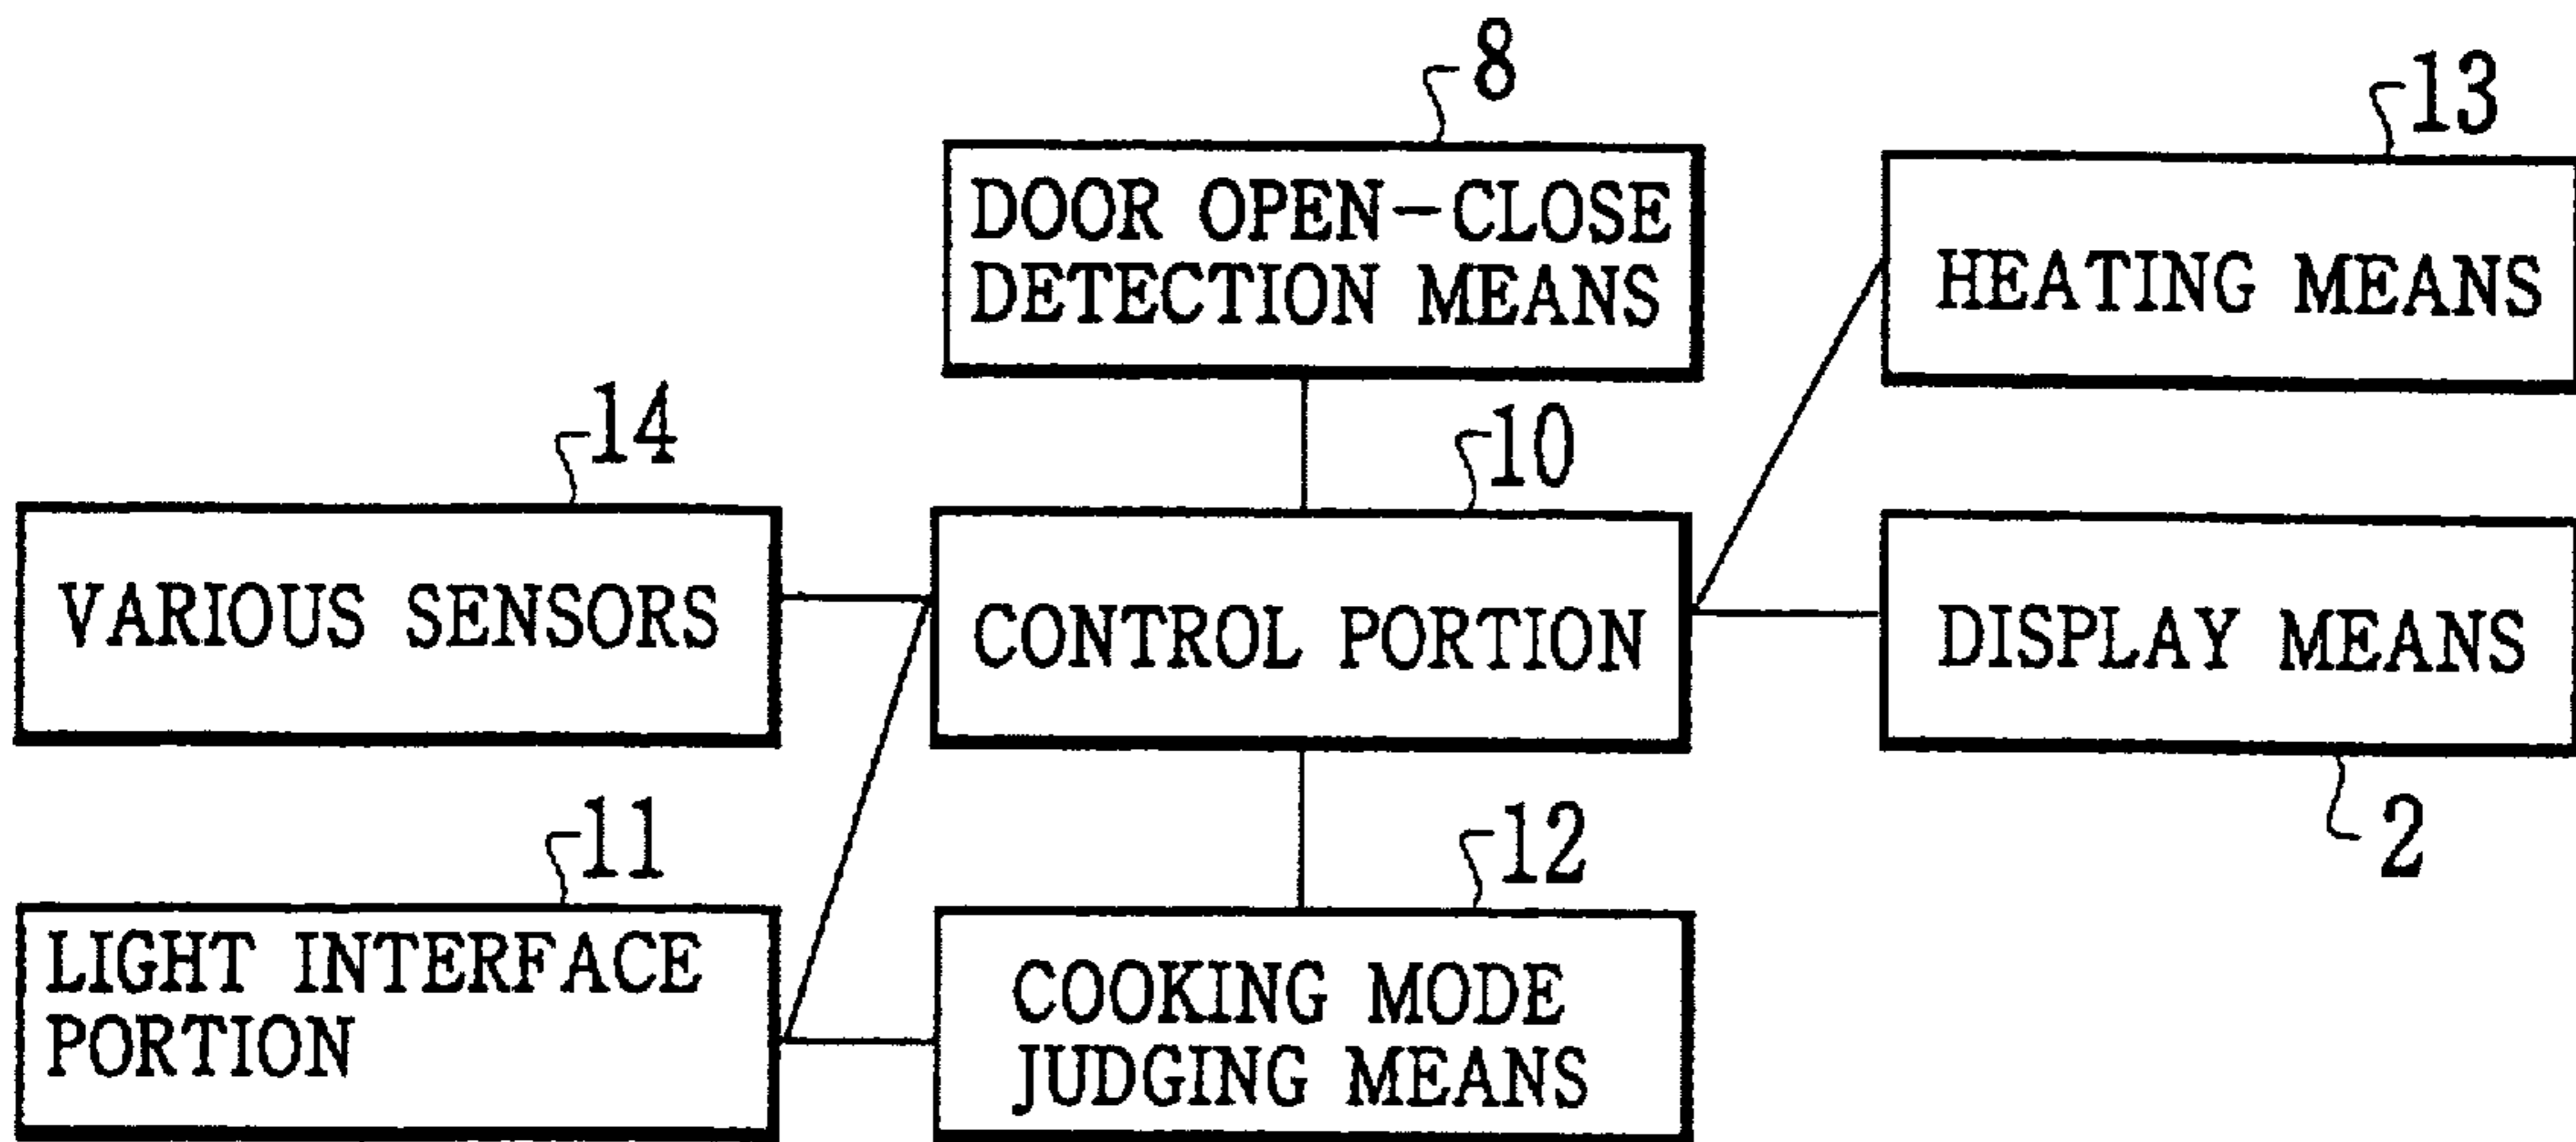 8
DOOR OPEN-CLOSE
DETECTION MEANS
13
HEATING MEANS
14
VARIOUS SENSORS
10
CONTROL PORTION
DISPLAY MEANS
2
11
LIGHT INTERFACE
PORTION
12
COOKING MODE
JUDGING MEANS